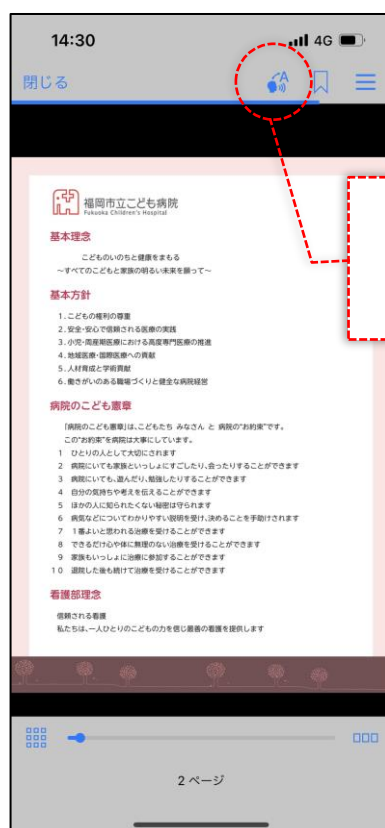 14:30
4G
閉じる
A
福岡市立こども病院
Fukuoka Children's Hospital
基本理念
こどものいのちと健康をまもる
～すべてのこどもと家族の明るい未来を願って～
基本方針
1.こどもの権利の尊重
2.安全・安心で信頼される医療の実践
3.小児・周産期医療における高度専門医療の推進
4.地域医療・国際医療への貢献
5.人材育成と学術貢献
6.働きがいのある職場づくりと健全な病院経営
病院のこども憲章
「病院のこども憲章」は、こどもたち みなさん と 病院の"お約束"です。
この"お約束"を病院は大事にしています。
1 ひとりの人として大切にされます
2 病院にいても家族といっしょにすごしたり、会ったりすることができます
3 病院にいても、遊んだり、勉強したりすることができます
4 自分の気持ちや考えを伝えることができます
5 ほかの人に知られたくない秘密は守られます
6 病気などについてわかりやすい説明を受け、決めることを手助けされます
7 1番よいと思われる治療を受けることができます
8 できるだけ心や体に無理のない治療を受けることができます
9 家族もいっしょに治療に参加することができます
10 退院した後も続けて治療を受けることができます
看護部理念
信頼される看護
私たちは、一人ひとりのこどもの力を信じ最善の看護を提供します
2 ページ